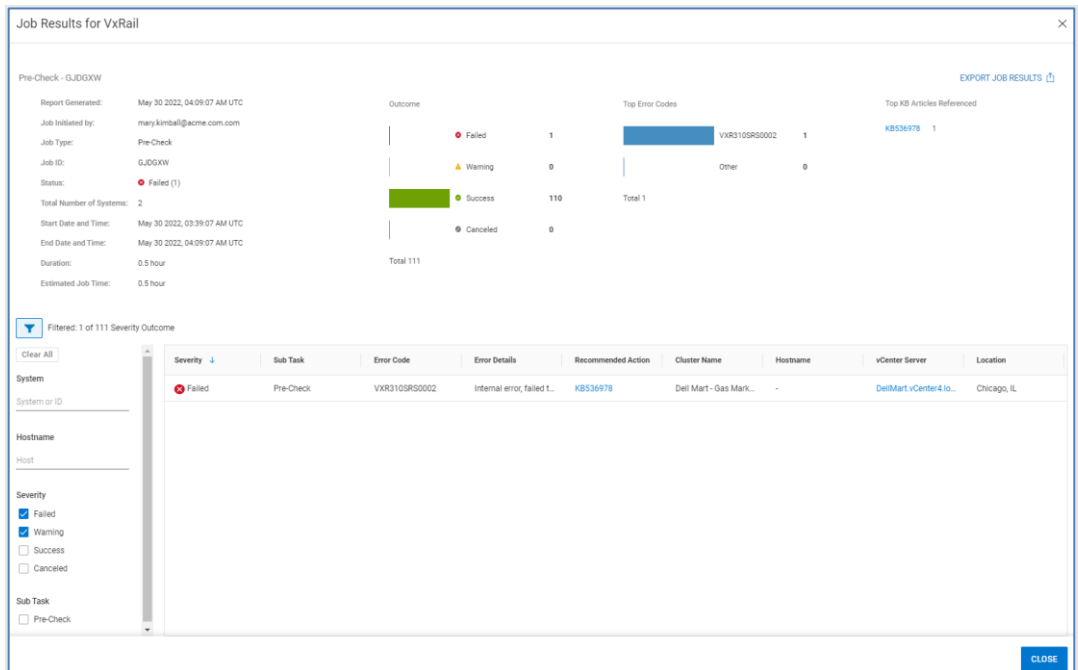 Job Results for VxRail
Pre-Check - GJDGXW
EXPORT JOB RESULTS
Report Generated: May 30 2022, 04:09:07 AM UTC
Job Initiated by: mary.kimball@acme.com.com
Job Type: Pre-Check
Job ID: GJDGXW
Status: Failed (1)
Total Number of Systems: 2
Start Date and Time: May 30 2022, 03:39:07 AM UTC
End Date and Time: May 30 2022, 04:09:07 AM UTC
Duration: 0.5 hour
Estimated Job Time: 0.5 hour
Outcome
Failed 1
Warning 0
Success 110
Canceled 0
Total 111
Top Error Codes
VXR310SRS0002 1
Other 0
Total 1
Top KB Articles Referenced
KB536978 1
Filtered: 1 of 111 Severity Outcome
Clear All
System
System or ID
Hostname
Host
Severity
Failed
Warning
Success
Canceled
Sub Task
Pre-Check
Severity Sub Task Error Code Error Details Recommended Action Cluster Name Hostname vCenter Server Location
Failed Pre-Check VXR310SRS0002 Internal error, failed t... KB536978 Dell Mart - Gas Mark... - DellMart.vCenter4.lo... Chicago, IL
CLOSE